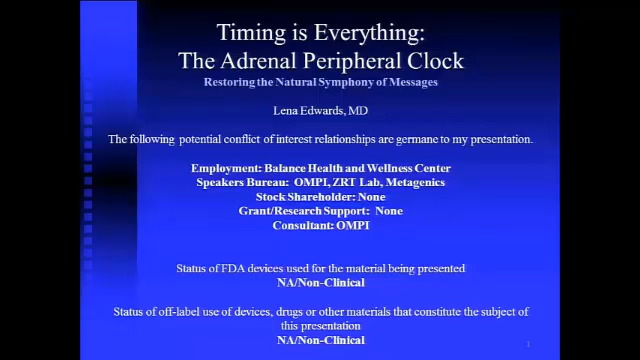 Timing is Everything:
The Adrenal Peripheral Clock
Restoring the Natural Symphony of Messages
Lena Edwards, MD
The following potential conflict of interest relationships are germane to my presentation.
Employment: Balance Health and Wellness Center
Speakers Bureau: OMPI, ZRT Lab, Metagenics
Stock Shareholder: None
Grant/Research Support: None
Consultant: OMPI
Status of FDA devices used for the material being presented
NA/Non-Clinical
Status of off-label use of devices, drugs or other materials that constitute the subject of
this presentation
NA/Non-Clinical
1